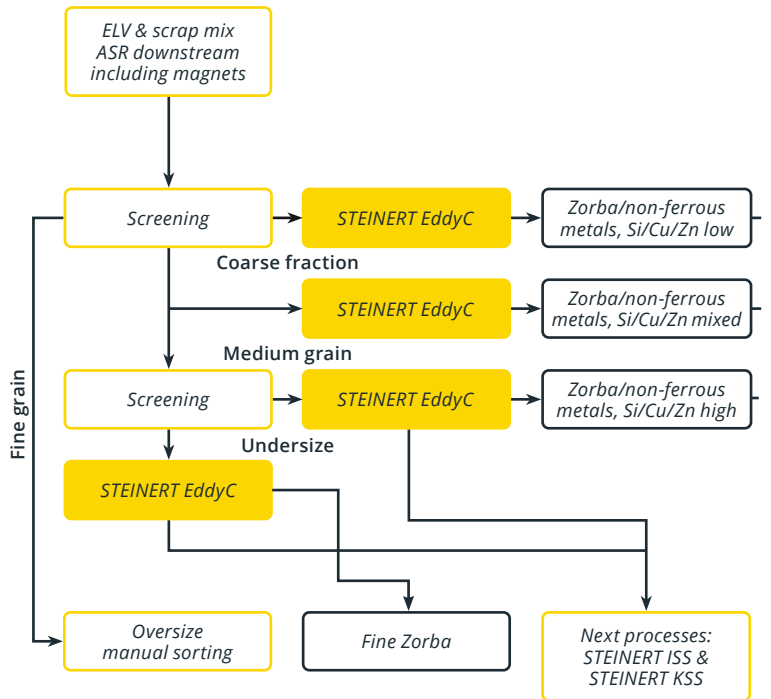 ELV & scrap mix
ASR downstream
including magnets
Screening
STEINERT EddyC
Zorba/non-ferrous
metals, Si/Cu/Zn low
Coarse fraction
STEINERT EddyC
Zorba/non-ferrous
metals, Si/Cu/Zn mixed
Medium grain
Screening
STEINERT EddyC
Zorba/non-ferrous
metals, Si/Cu/Zn high
Fine grain
Undersize
STEINERT EddyC
Oversize
manual sorting
Fine Zorba
Next processes:
STEINERT ISS &
STEINERT KSS